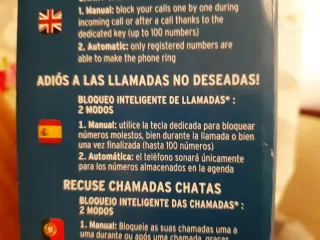 1. Manual: block your calls one by one during
incoming call or after a call thanks to the
dedicated key (up to 100 numbers)
2. Automatic: only registered numbers are
able to make the phone ring
ADIÓS A LAS LLAMADAS NO DESEADAS!
BLOQUEO INTELIGENTE DE LLAMADAS* :
2 MODOS
1. Manual: utilice la tecla dedicada para bloquear
números molestos, bien durante la llamada o bien
una vez finalizada (hasta 100 números)
2. Automática: el teléfono sonará únicamente
para los números almacenados en la agenda
RECUSE CHAMADAS CHATAS
BLOQUEIO INTELIGENTE DAS CHAMADAS* :
2 MODOS
1. Manual: Bloqueie as suas chamadas uma a
uma durante ou após uma chamada, graças